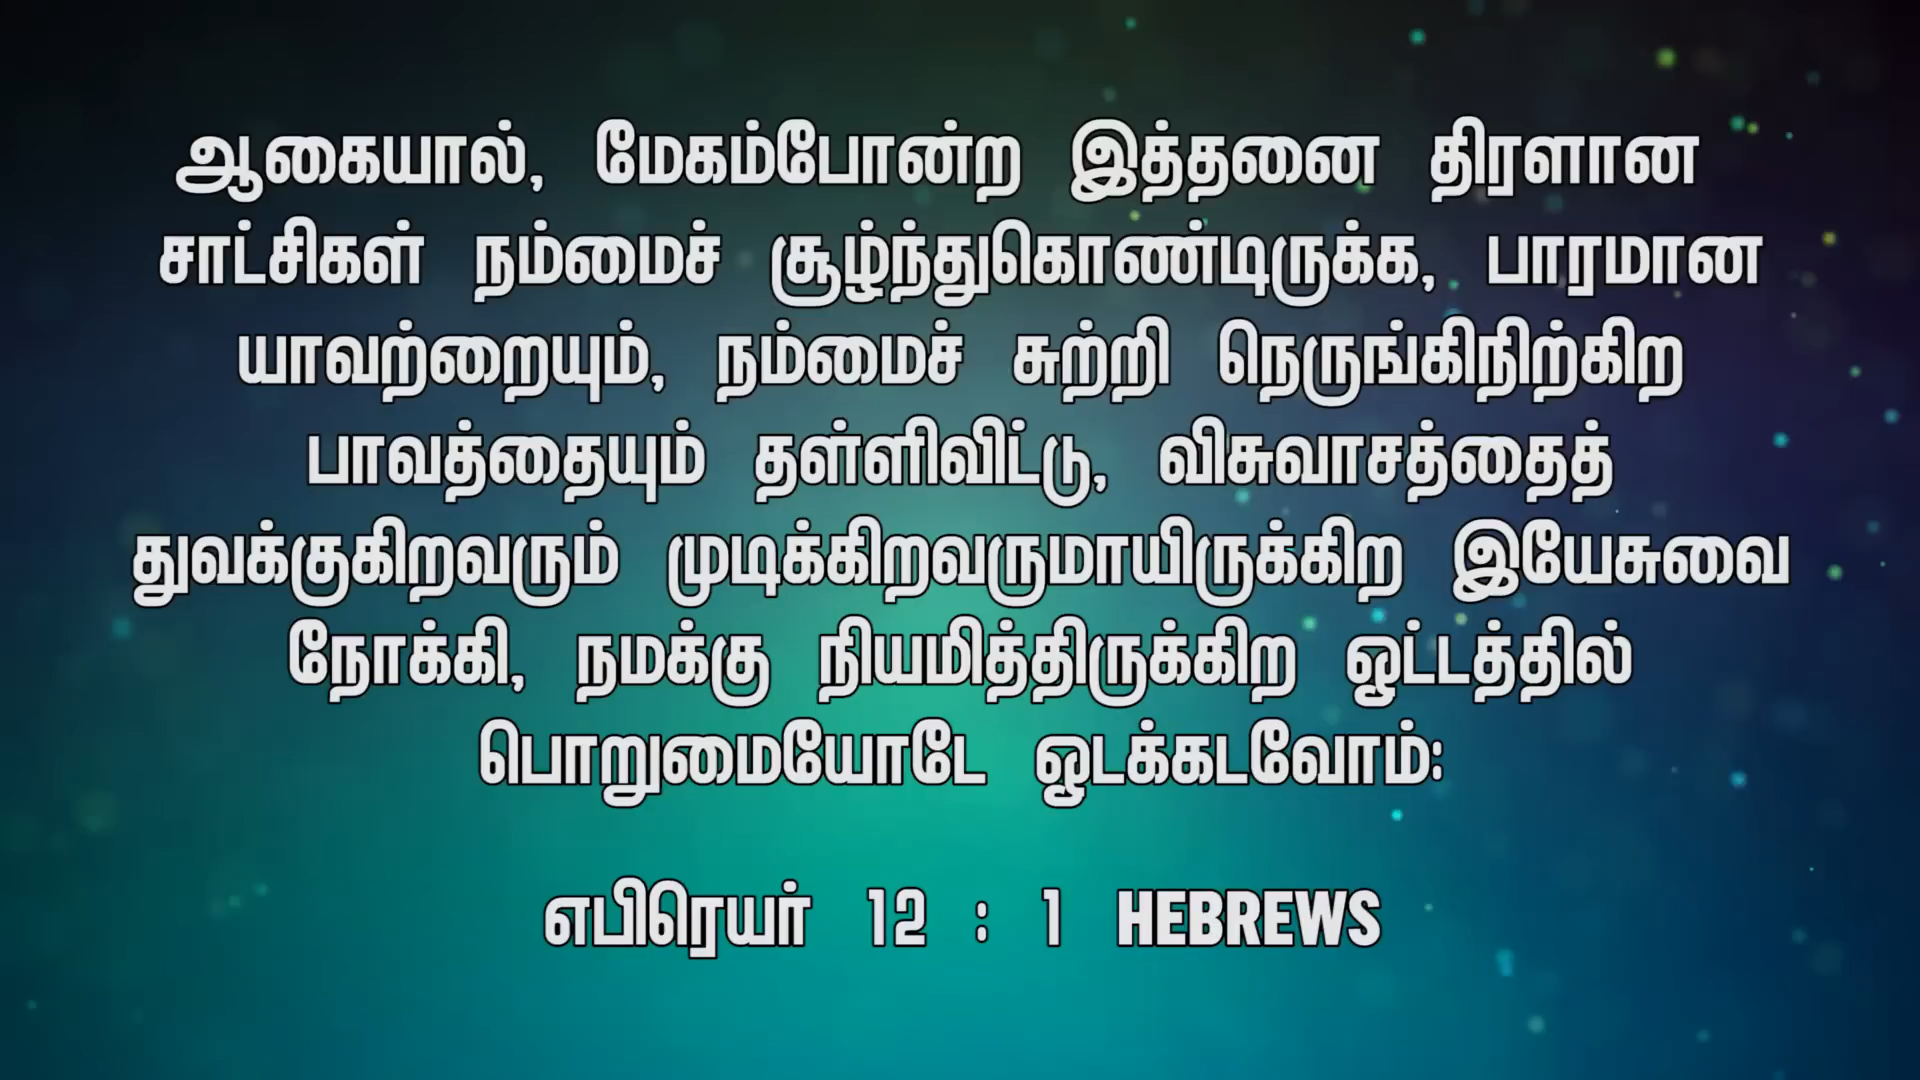 ஆகையால், மேகம்போன்ற இத்தனை திரளான
சாட்சிகள் நம்மைச் சூழ்ந்துகொண்டிருக்க, பாரமான
யாவற்றையும், நம்மைச் சுற்றி நெருங்கிநிற்கிற
பாவத்தையும் தள்ளிவிட்டு, விசுவாசத்தைத்
துவக்குகிறவரும் முடிக்கிறவருமாயிருக்கிற இயேசுவை
நோக்கி, நமக்கு நியமித்திருக்கிற ஓட்டத்தில்
பொறுமையோடே ஓடக்கடவோம்:
எபிரெயர் 12 : 1 HEBREWS